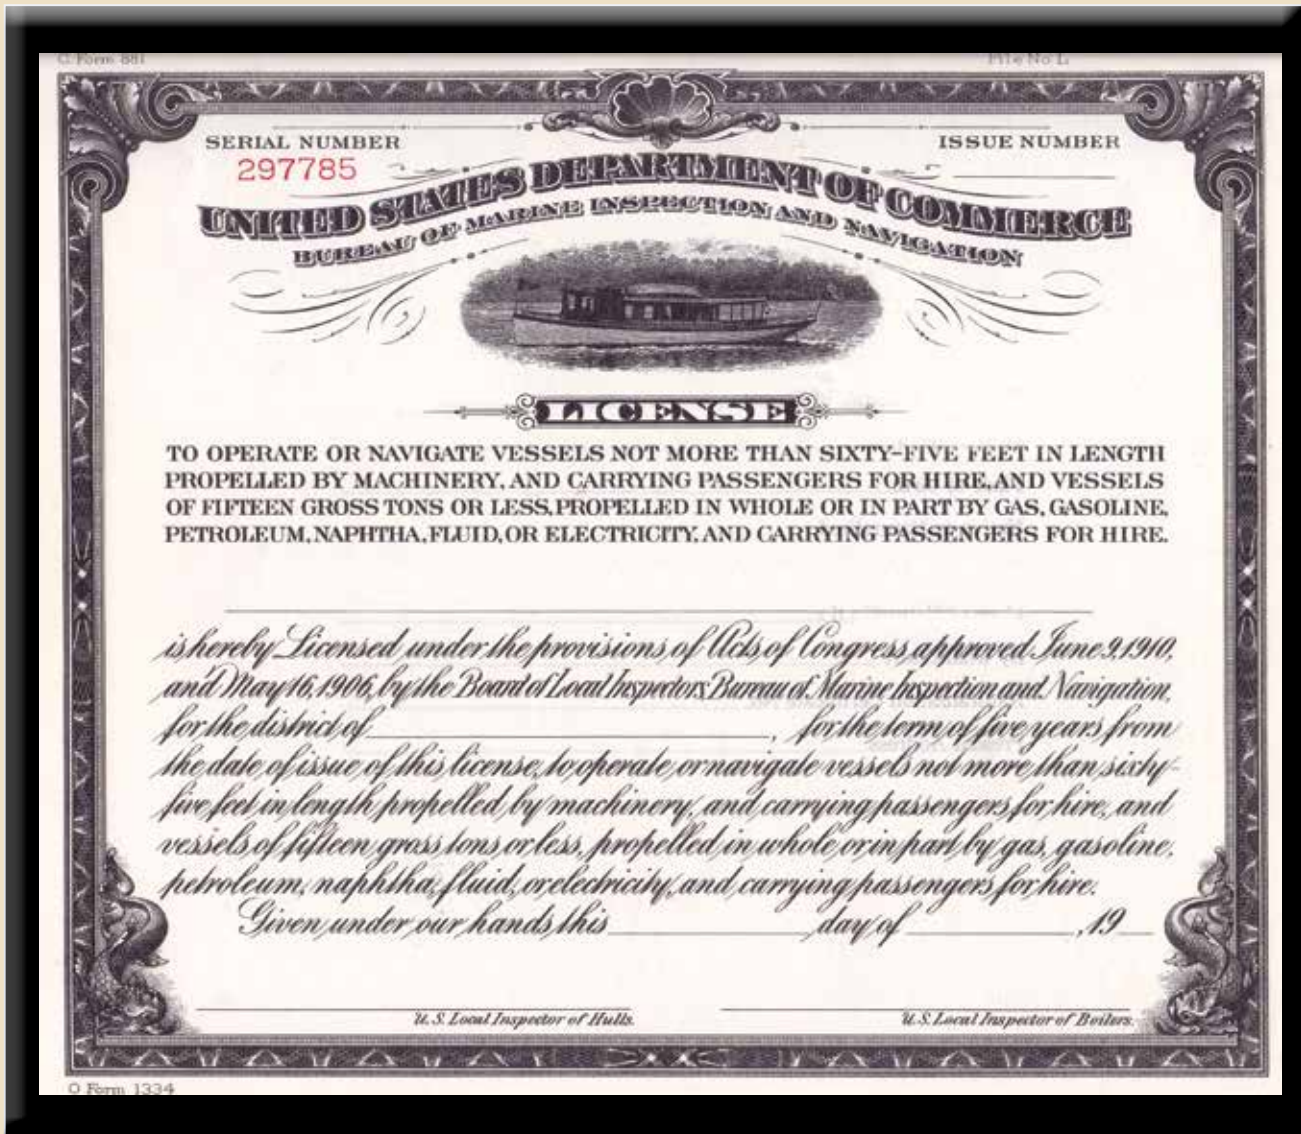 C. Form 881
File No L
SERIAL NUMBER
297785
ISSUE NUMBER
UNITED STATES DEPARTMENT OF COMMERCE
BUREAU OF MARINE INSPECTION AND NAVIGATION
LICENSE
TO OPERATE OR NAVIGATE VESSELS NOT MORE THAN SIXTY-FIVE FEET IN LENGTH
PROPELLED BY MACHINERY, AND CARRYING PASSENGERS FOR HIRE, AND VESSELS
OF FIFTEEN GROSS TONS OR LESS, PROPELLED IN WHOLE OR IN PART BY GAS, GASOLINE,
PETROLEUM, NAPHTHA, FLUID, OR ELECTRICITY, AND CARRYING PASSENGERS FOR HIRE.
is hereby Licensed under the provisions of Acts of Congress approved June 9, 1910,
and May 16, 1906, by the Board of Local Inspectors Bureau of Marine Inspection and Navigation,
for the district of , for the term of five years from
the date of issue of this license, to operate or navigate vessels not more than sixty-
five feet in length propelled by machinery, and carrying passengers for hire, and
vessels of fifteen gross tons or less, propelled in whole or in part by gas, gasoline,
petroleum, naphtha, fluid, or electricity, and carrying passengers for hire.
Given under our hands this day of , 19
U.S. Local Inspector of Hulls.
U.S. Local Inspector of Boilers.
O Form 1334